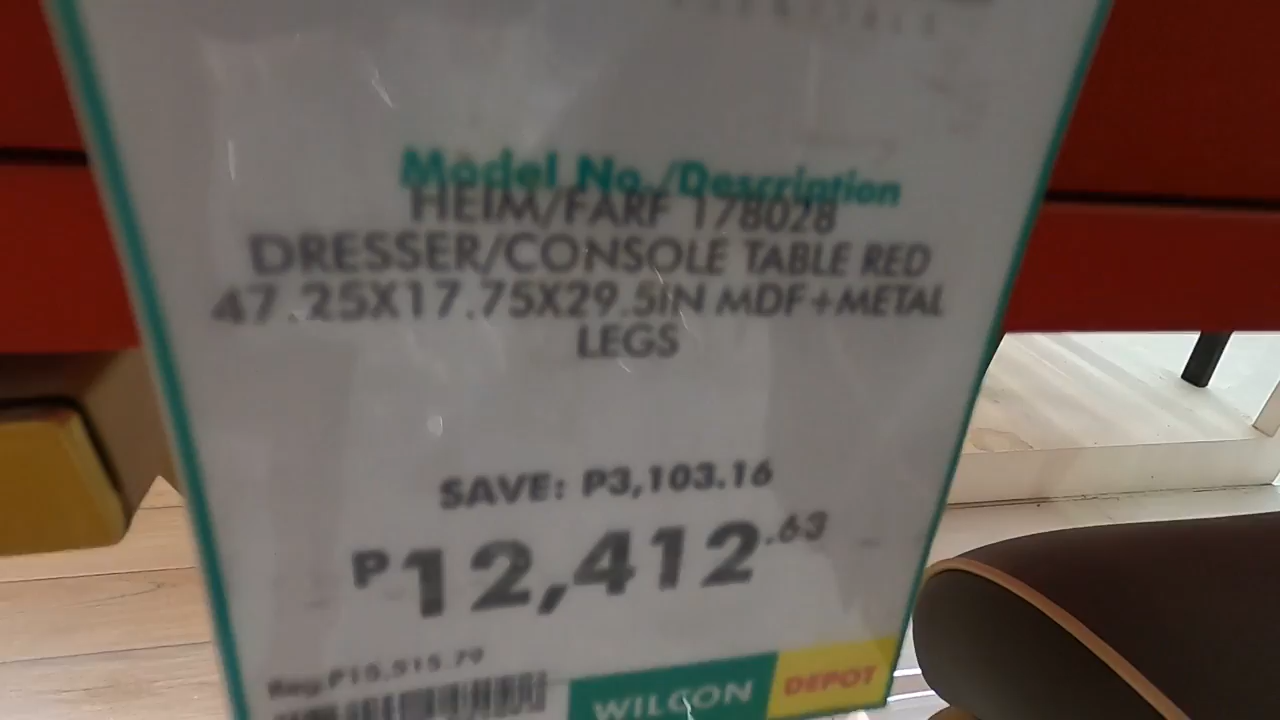 Model No./Description
HEIM/FARF 178028
DRESSER/CONSOLE TABLE RED
47.25X17.75X29.5IN MDF+METAL
LEGS
SAVE: P3,103.16
P12,412.63
Reg.P15,515.79
WILCON DEPOT